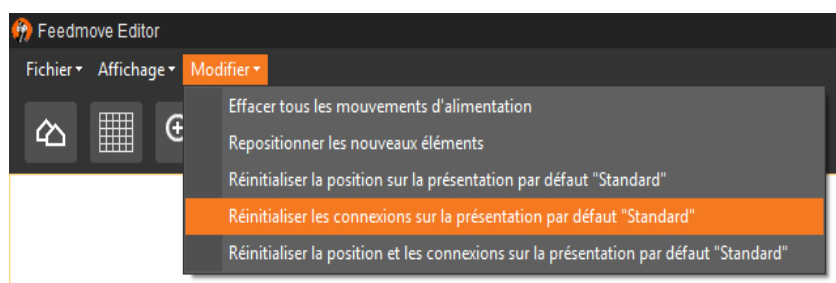 Feedmove Editor
Fichier Affichage Modifier
Effacer tous les mouvements d'alimentation
Repositionner les nouveaux éléments
Réinitialiser la position sur la présentation par défaut "Standard"
Réinitialiser les connexions sur la présentation par défaut "Standard"
Réinitialiser la position et les connexions sur la présentation par défaut "Standard"